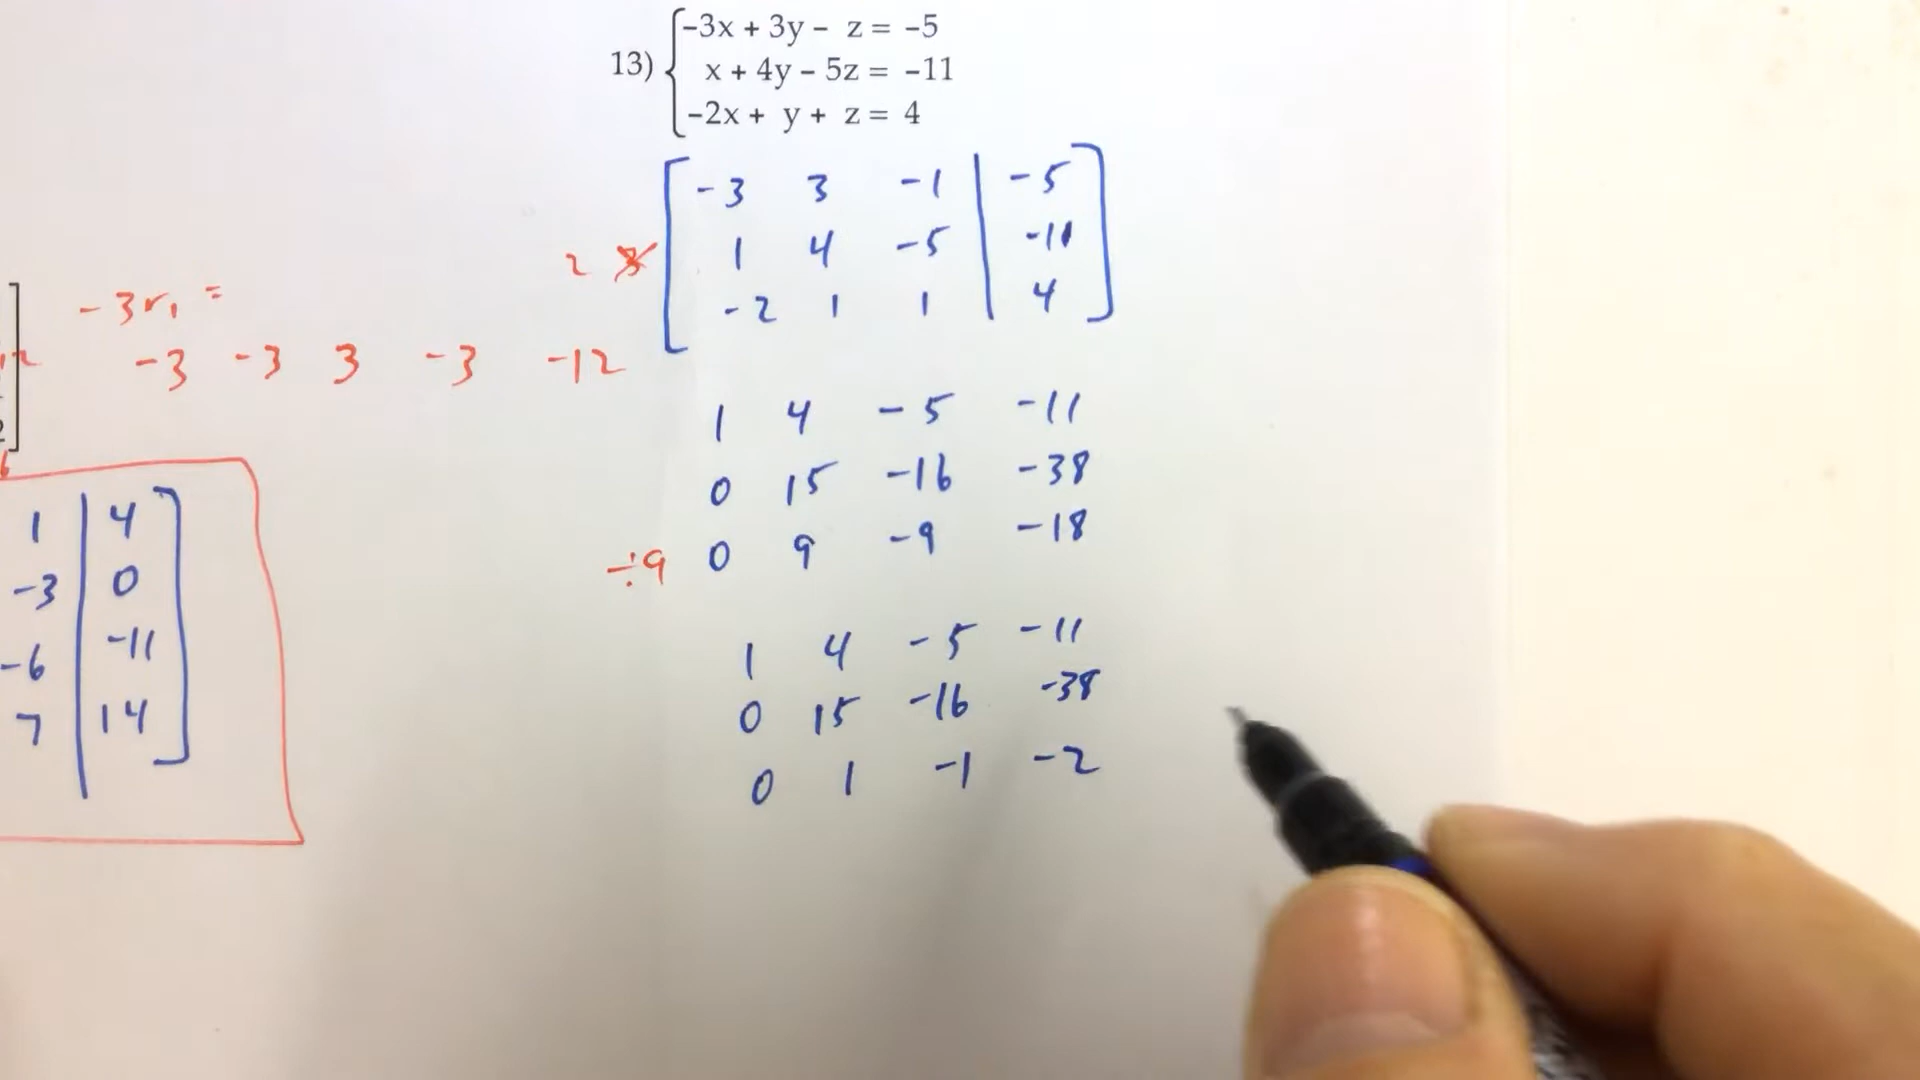 13) -3x + 3y - z = -5
x + 4y - 5z = -11
-2x + y + z = 4
-3 3 -1 | -5
2 3 1 4 -5 | -11
-2 1 1 | 4
-3r₁ =
-3 -3 3 -3 -12
1 4 -5 -11
0 15 -16 -38
÷9 0 9 -9 -18
1 | 4
-3 | 0
-6 | -11
7 | 14
1 4 -5 -11
0 15 -16 -38
0 1 -1 -2